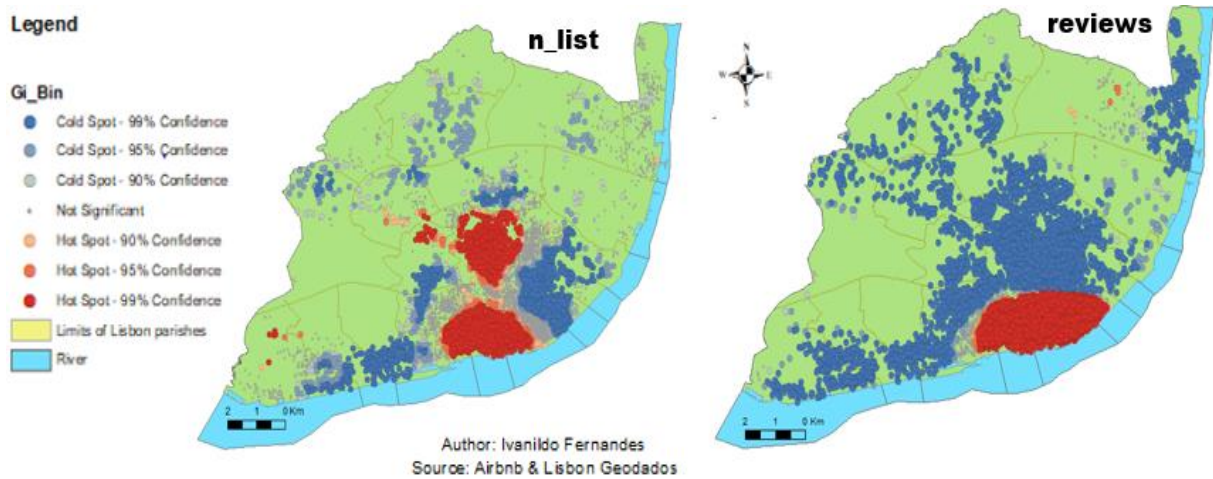 Legend
Gi_Bin
Cold Spot - 99% Confidence
Cold Spot - 95% Confidence
Cold Spot - 90% Confidence
Not Significant
Hot Spot - 90% Confidence
Hot Spot - 95% Confidence
Hot Spot - 99% Confidence
Limits of Lisbon parishes
River
n_list
2 1 0 Km
N
W E
S
reviews
2 1 0 Km
Author: Ivanildo Fernandes
Source: Airbnb & Lisbon Geodados